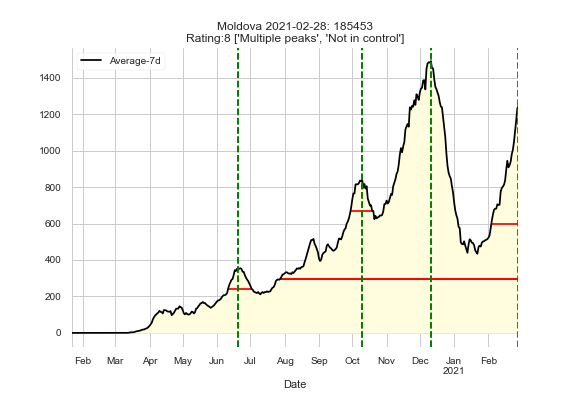 Moldova 2021-02-28: 185453
Rating:8 ['Multiple peaks', 'Not in control']
Average-7d
1400
1200
1000
800
600
400
200
0
Feb Mar Apr May Jun Jul Aug Sep Oct Nov Dec Jan Feb
2021
Date